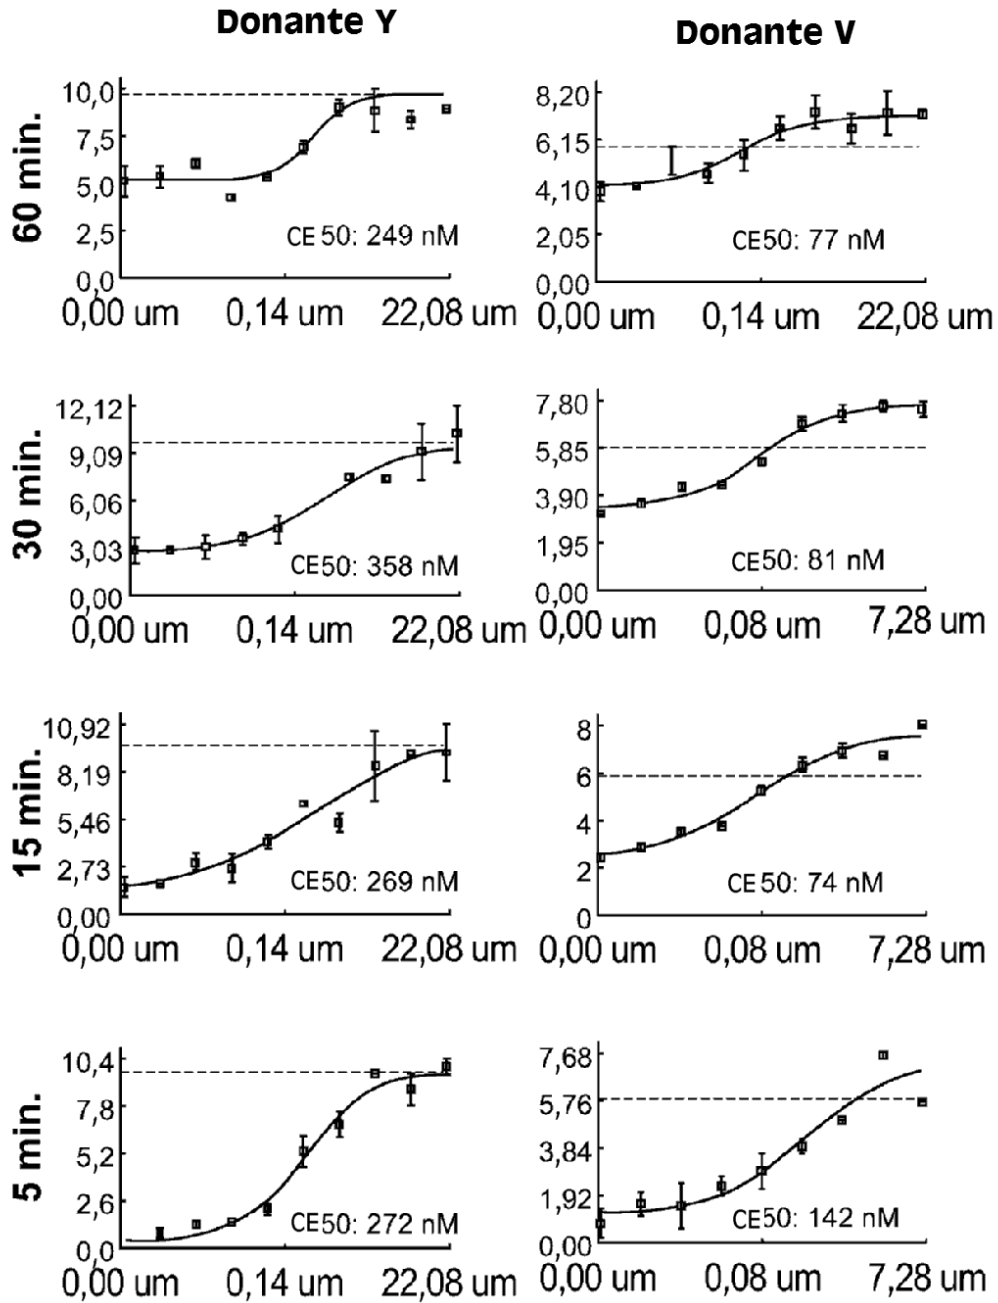 Donante Y
Donante V
60 min.
10,0
7,5
5,0
2,5
0,0
CE50: 249 nM
0,00 um 0,14 um 22,08 um
8,20
6,15
4,10
2,05
0,00
CE50: 77 nM
0,00 um 0,14 um 22,08 um
30 min.
12,12
9,09
6,06
3,03
0,00
CE50: 358 nM
0,00 um 0,14 um 22,08 um
7,80
5,85
3,90
1,95
0,00
CE50: 81 nM
0,00 um 0,08 um 7,28 um
15 min.
10,92
8,19
5,46
2,73
0,00
CE50: 269 nM
0,00 um 0,14 um 22,08 um
8
6
4
2
0
CE50: 74 nM
0,00 um 0,08 um 7,28 um
5 min.
10,4
7,8
5,2
2,6
0,0
CE50: 272 nM
0,00 um 0,14 um 22,08 um
7,68
5,76
3,84
1,92
0,00
CE50: 142 nM
0,00 um 0,08 um 7,28 um